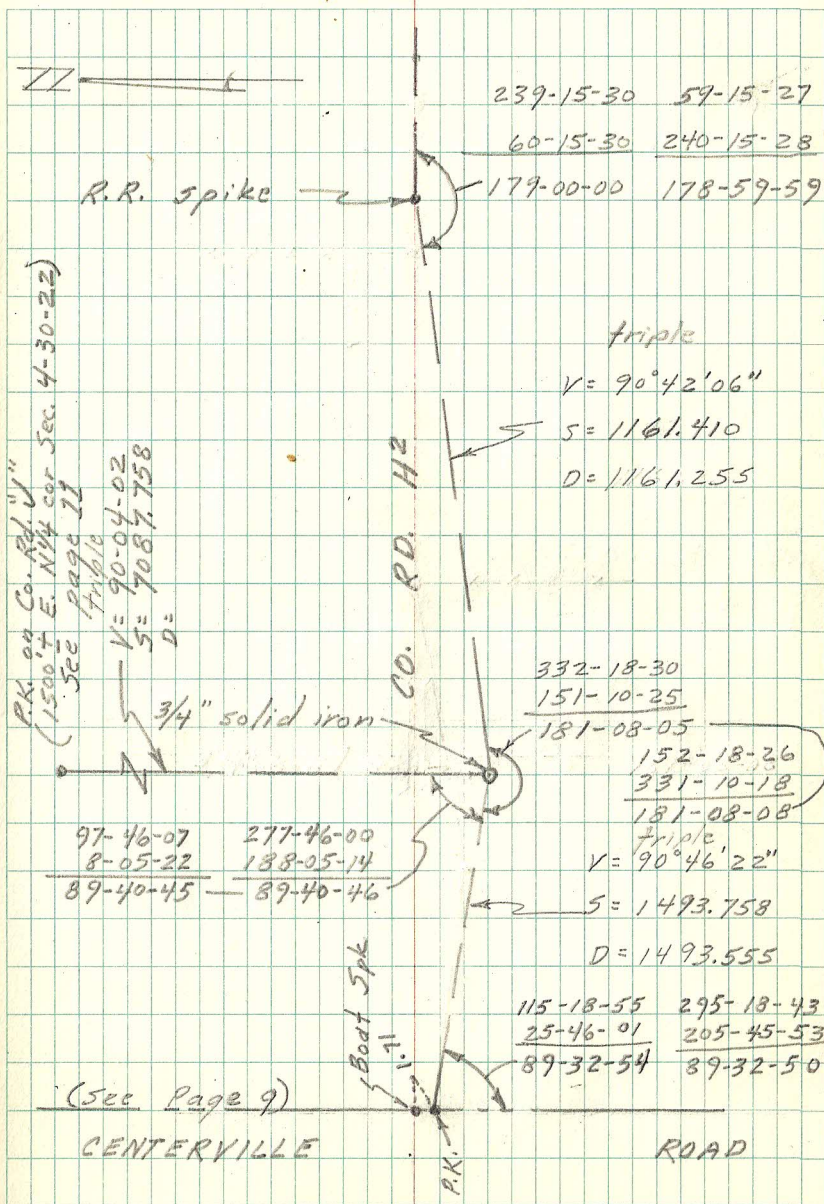 N
239-15-30 59-15-27
60-15-30 240-15-28
179-00-00 178-59-59
R.R. spike
triple
V= 90°42'06"
S= 1161.410
D= 1161.255
P.K. on Co. Rd. "J"
(1500'± E. N1/4 cor Sec. 4-30-22)
See page 11
triple
V= 90-04-02
S= 7087.758
D=
CO. RD. H2
3/4" solid iron
332-18-30
151-10-25
181-08-05
152-18-26
331-10-18
181-08-08
97-46-07 277-46-00
8-05-22 188-05-14
89-40-45 — 89-40-46
triple
V= 90°46'22"
S= 1493.758
D= 1493.555
Boat Spk
1.71
115-18-55 295-18-43
25-46-01 205-45-53
89-32-54 89-32-50
(See Page 9)
CENTERVILLE ROAD
P.K.